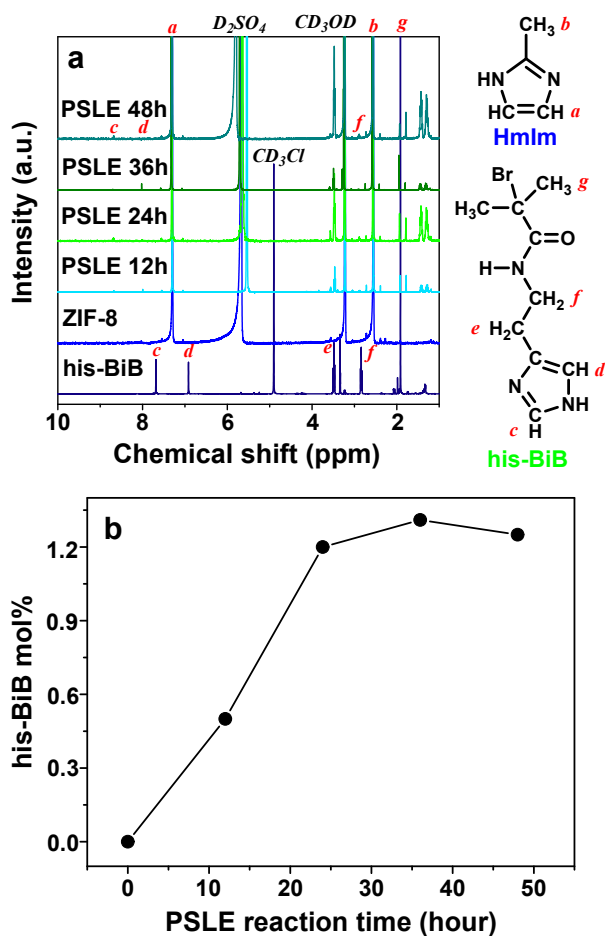 a
a
D2SO4
CD3OD
b
g
PSLE 48h
c
d
f
PSLE 36h
CD3Cl
PSLE 24h
PSLE 12h
ZIF-8
his-BiB
c
d
e
f
10
8
6
4
2
Chemical shift (ppm)
Intensity (a.u.)
CH3
b
HN
N
HC
CH
a
HmIm
Br
CH3
g
H3C
O
H-N
CH2
f
e
H2C
d
H
N
NH
c
H
his-BiB
b
1.2
0.9
0.6
0.3
0.0
his-BiB mol%
0
10
20
30
40
50
PSLE reaction time (hour)